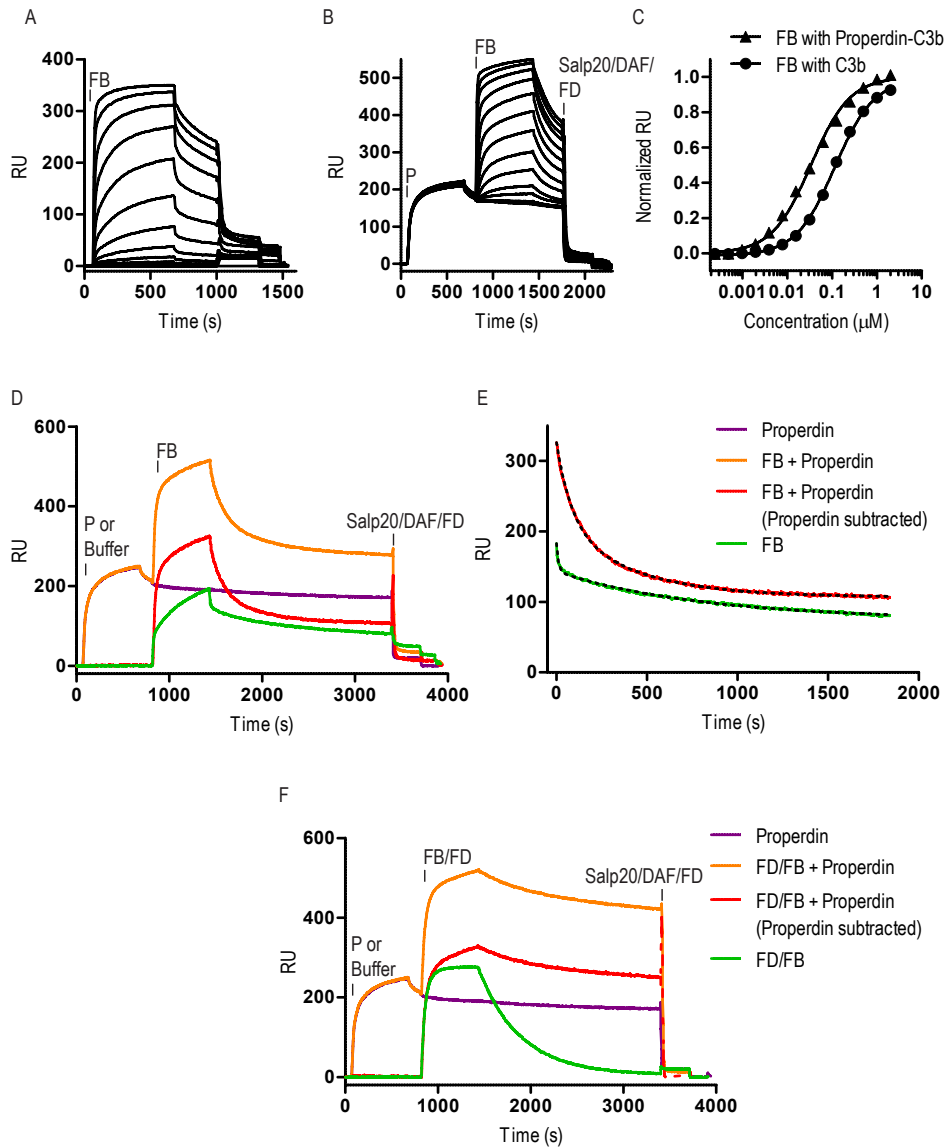 A
FB
RU
400
300
200
100
0
0
500
1000
1500
Time (s)
B
FB
Salp20/DAF/
FD
P
RU
500
400
300
200
100
0
0
500
1000
1500
2000
Time (s)
C
FB with Properdin-C3b
FB with C3b
Normalized RU
1.0
0.8
0.6
0.4
0.2
0.0
0.001
0.01
0.1
1
10
Concentration (μM)
D
FB
P or
Buffer
Salp20/DAF/FD
RU
600
400
200
0
0
1000
2000
3000
4000
Time (s)
E
RU
300
200
100
0
0
500
1000
1500
2000
Time (s)
Properdin
FB + Properdin
FB + Properdin
(Properdin subtracted)
FB
F
FB/FD
P or
Buffer
Salp20/DAF/FD
RU
600
400
200
0
0
1000
2000
3000
4000
Time (s)
Properdin
FD/FB + Properdin
FD/FB + Properdin
(Properdin subtracted)
FD/FB